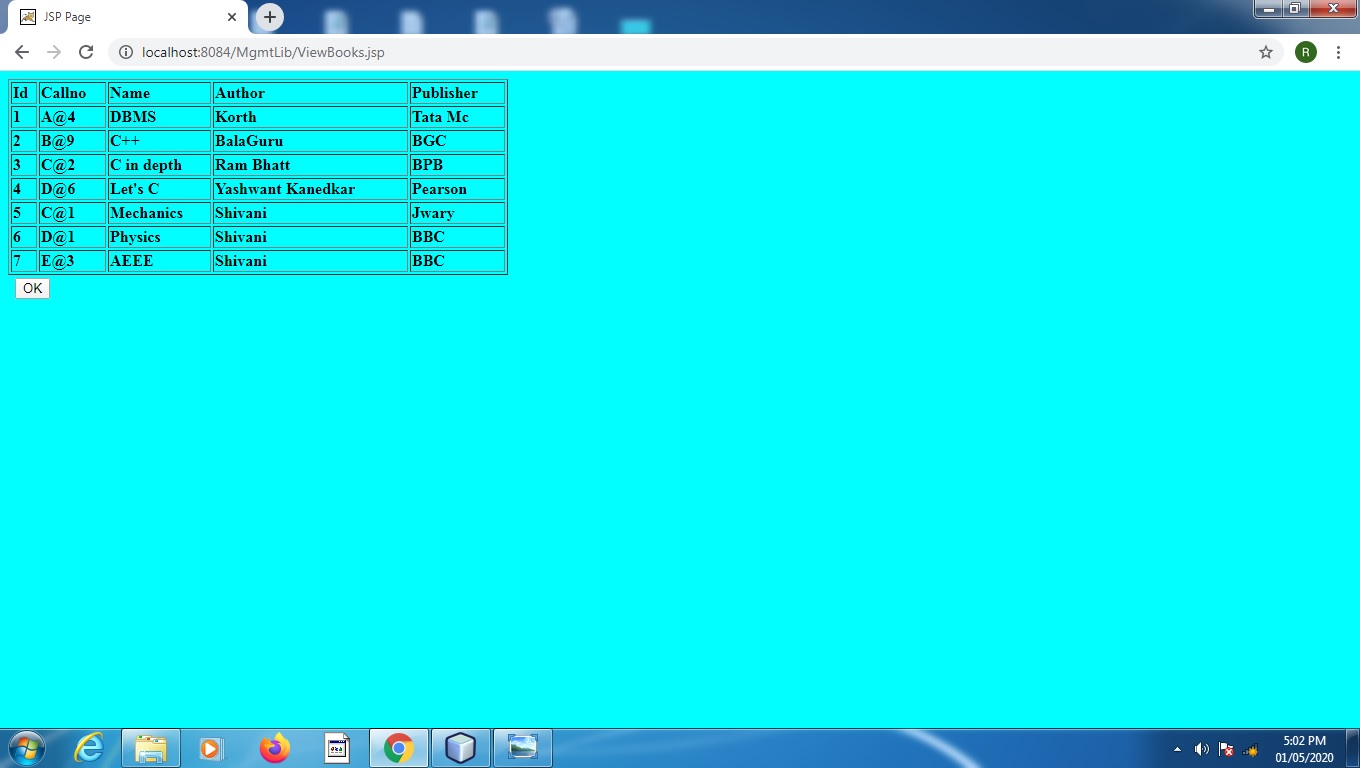 JSP Page
localhost:8084/MgmtLib/ViewBooks.jsp
R
Id Callno Name Author Publisher
1 A@4 DBMS Korth Tata Mc
2 B@9 C++ BalaGuru BGC
3 C@2 C in depth Ram Bhatt BPB
4 D@6 Let's C Yashwant Kanedkar Pearson
5 C@1 Mechanics Shivani Jwary
6 D@1 Physics Shivani BBC
7 E@3 AEEE Shivani BBC
OK
5:02 PM
01/05/2020